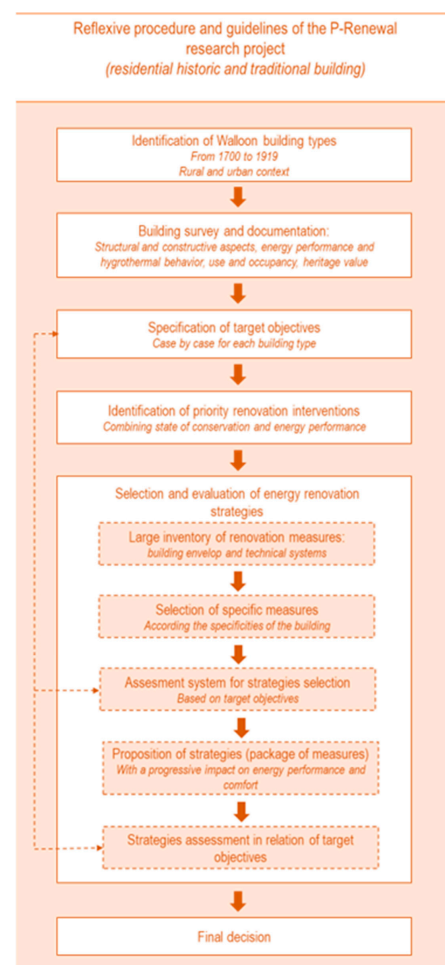 Reflexive procedure and guidelines of the P-Renewal
research project
(residential historic and traditional building)
Identification of Walloon building types
From 1700 to 1919
Rural and urban context
Building survey and documentation:
Structural and constructive aspects, energy performance and
hygrothermal behavior, use and occupancy, heritage value
Specification of target objectives
Case by case for each building type
Identification of priority renovation interventions
Combining state of conservation and energy performance
Selection and evaluation of energy renovation
strategies
Large inventory of renovation measures:
building envelop and technical systems
Selection of specific measures
According the specificities of the building
Assesment system for strategies selection
Based on target objectives
Proposition of strategies (package of measures)
With a progressive impact on energy performance and
comfort
Strategies assessment in relation of target
objectives
Final decision